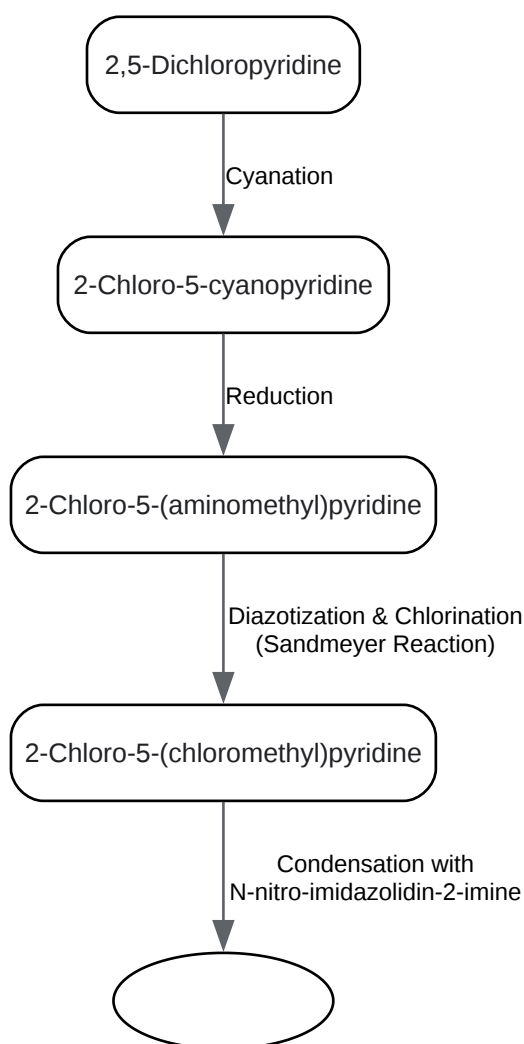 2,5-Dichloropyridine
Cyanation
2-Chloro-5-cyanopyridine
Reduction
2-Chloro-5-(aminomethyl)pyridine
Diazotization & Chlorination
(Sandmeyer Reaction)
2-Chloro-5-(chloromethyl)pyridine
Condensation with
N-nitro-imidazolidin-2-imine